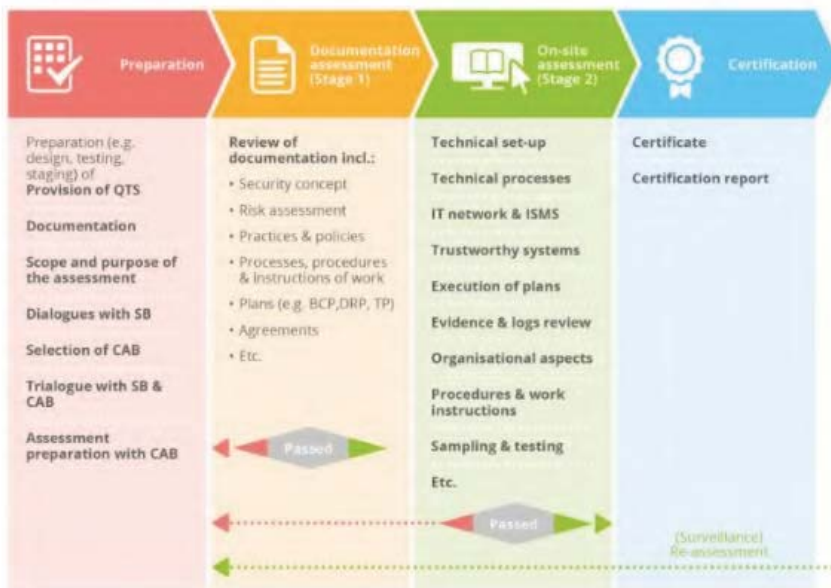 Preparation
Documentation
assessment
(Stage 1)
On-site
assessment
(Stage 2)
Certification
Preparation (e.g.
design, testing,
staging) of
Provision of QTS
Documentation
Scope and purpose of
the assessment
Dialogues with SB
Selection of CAB
Trialogue with SB &
CAB
Assessment
preparation with CAB
Review of
documentation incl.:
• Security concept
• Risk assessment
• Practices & policies
• Processes, procedures
& instructions of work
• Plans (e.g. BCP,DRP, TP)
• Agreements
• Etc.
Passed
Technical set-up
Technical processes
IT network & ISMS
Trustworthy systems
Execution of plans
Evidence & logs review
Organisational aspects
Procedures & work
instructions
Sampling & testing
Etc.
Passed
Certificate
Certification report
(Surveillance)
Re-assessment